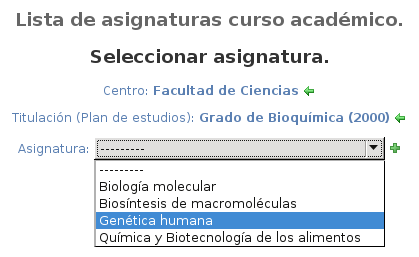 Lista de asignaturas curso académico.
Seleccionar asignatura.
Centro: Facultad de Ciencias
Titulación (Plan de estudios): Grado de Bioquímica (2000)
Asignatura: ---------
---------
Biología molecular
Biosíntesis de macromoléculas
Genética humana
Química y Biotecnología de los alimentos